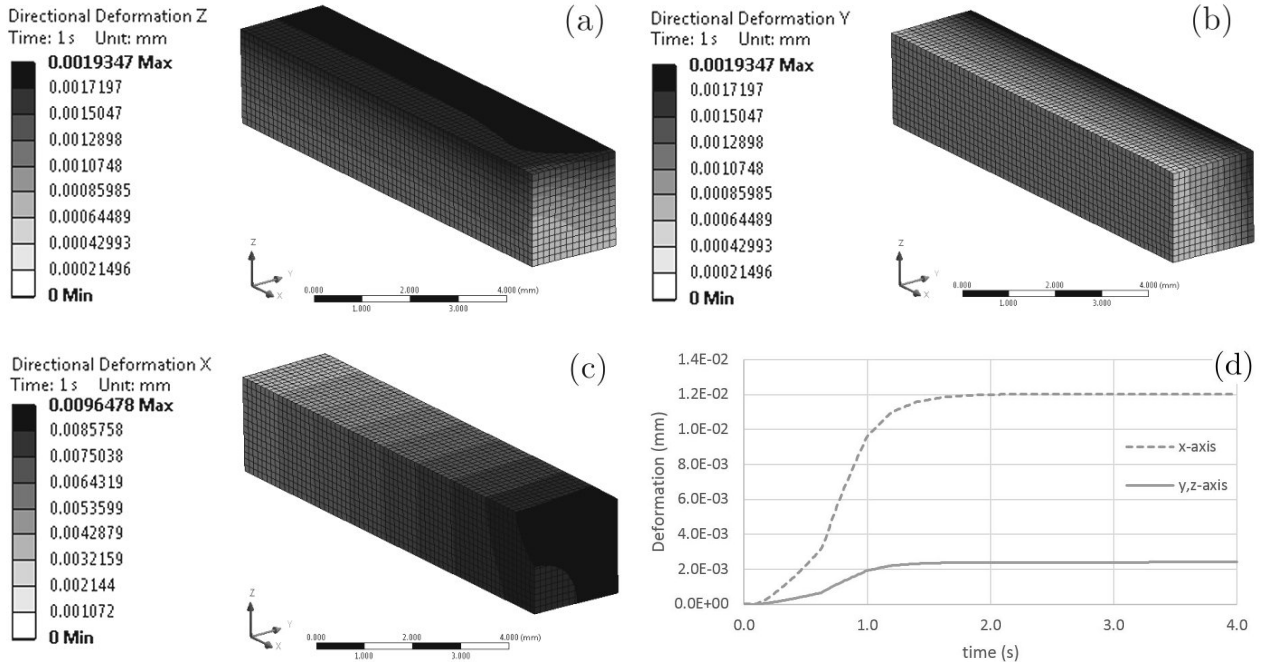 Directional Deformation Z
Time: 1s Unit: mm
(a)
0.0019347 Max
0.0017197
0.0015047
0.0012898
0.0010748
0.00085985
0.00064489
0.00042993
0.00021496
0 Min
Z
Y
X
0.000
2.000
4.000 (mm)
1.000
3.000
Directional Deformation Y
Time: 1s Unit: mm
(b)
0.0019347 Max
0.0017197
0.0015047
0.0012898
0.0010748
0.00085985
0.00064489
0.00042993
0.00021496
0 Min
Z
Y
X
0.000
2.000
4.000 (mm)
1.000
3.000
Directional Deformation X
Time: 1s Unit: mm
(c)
0.0096478 Max
0.0085758
0.0075038
0.0064319
0.0053599
0.0042879
0.0032159
0.002144
0.001072
0 Min
Z
Y
X
0.000
2.000
4.000 (mm)
1.000
3.000
(d)
1.4E-02
1.2E-02
1.0E-02
8.0E-03
6.0E-03
4.0E-03
2.0E-03
0.0E+00
Deformation (mm)
x-axis
y,z-axis
0.0 1.0 2.0 3.0 4.0
time (s)